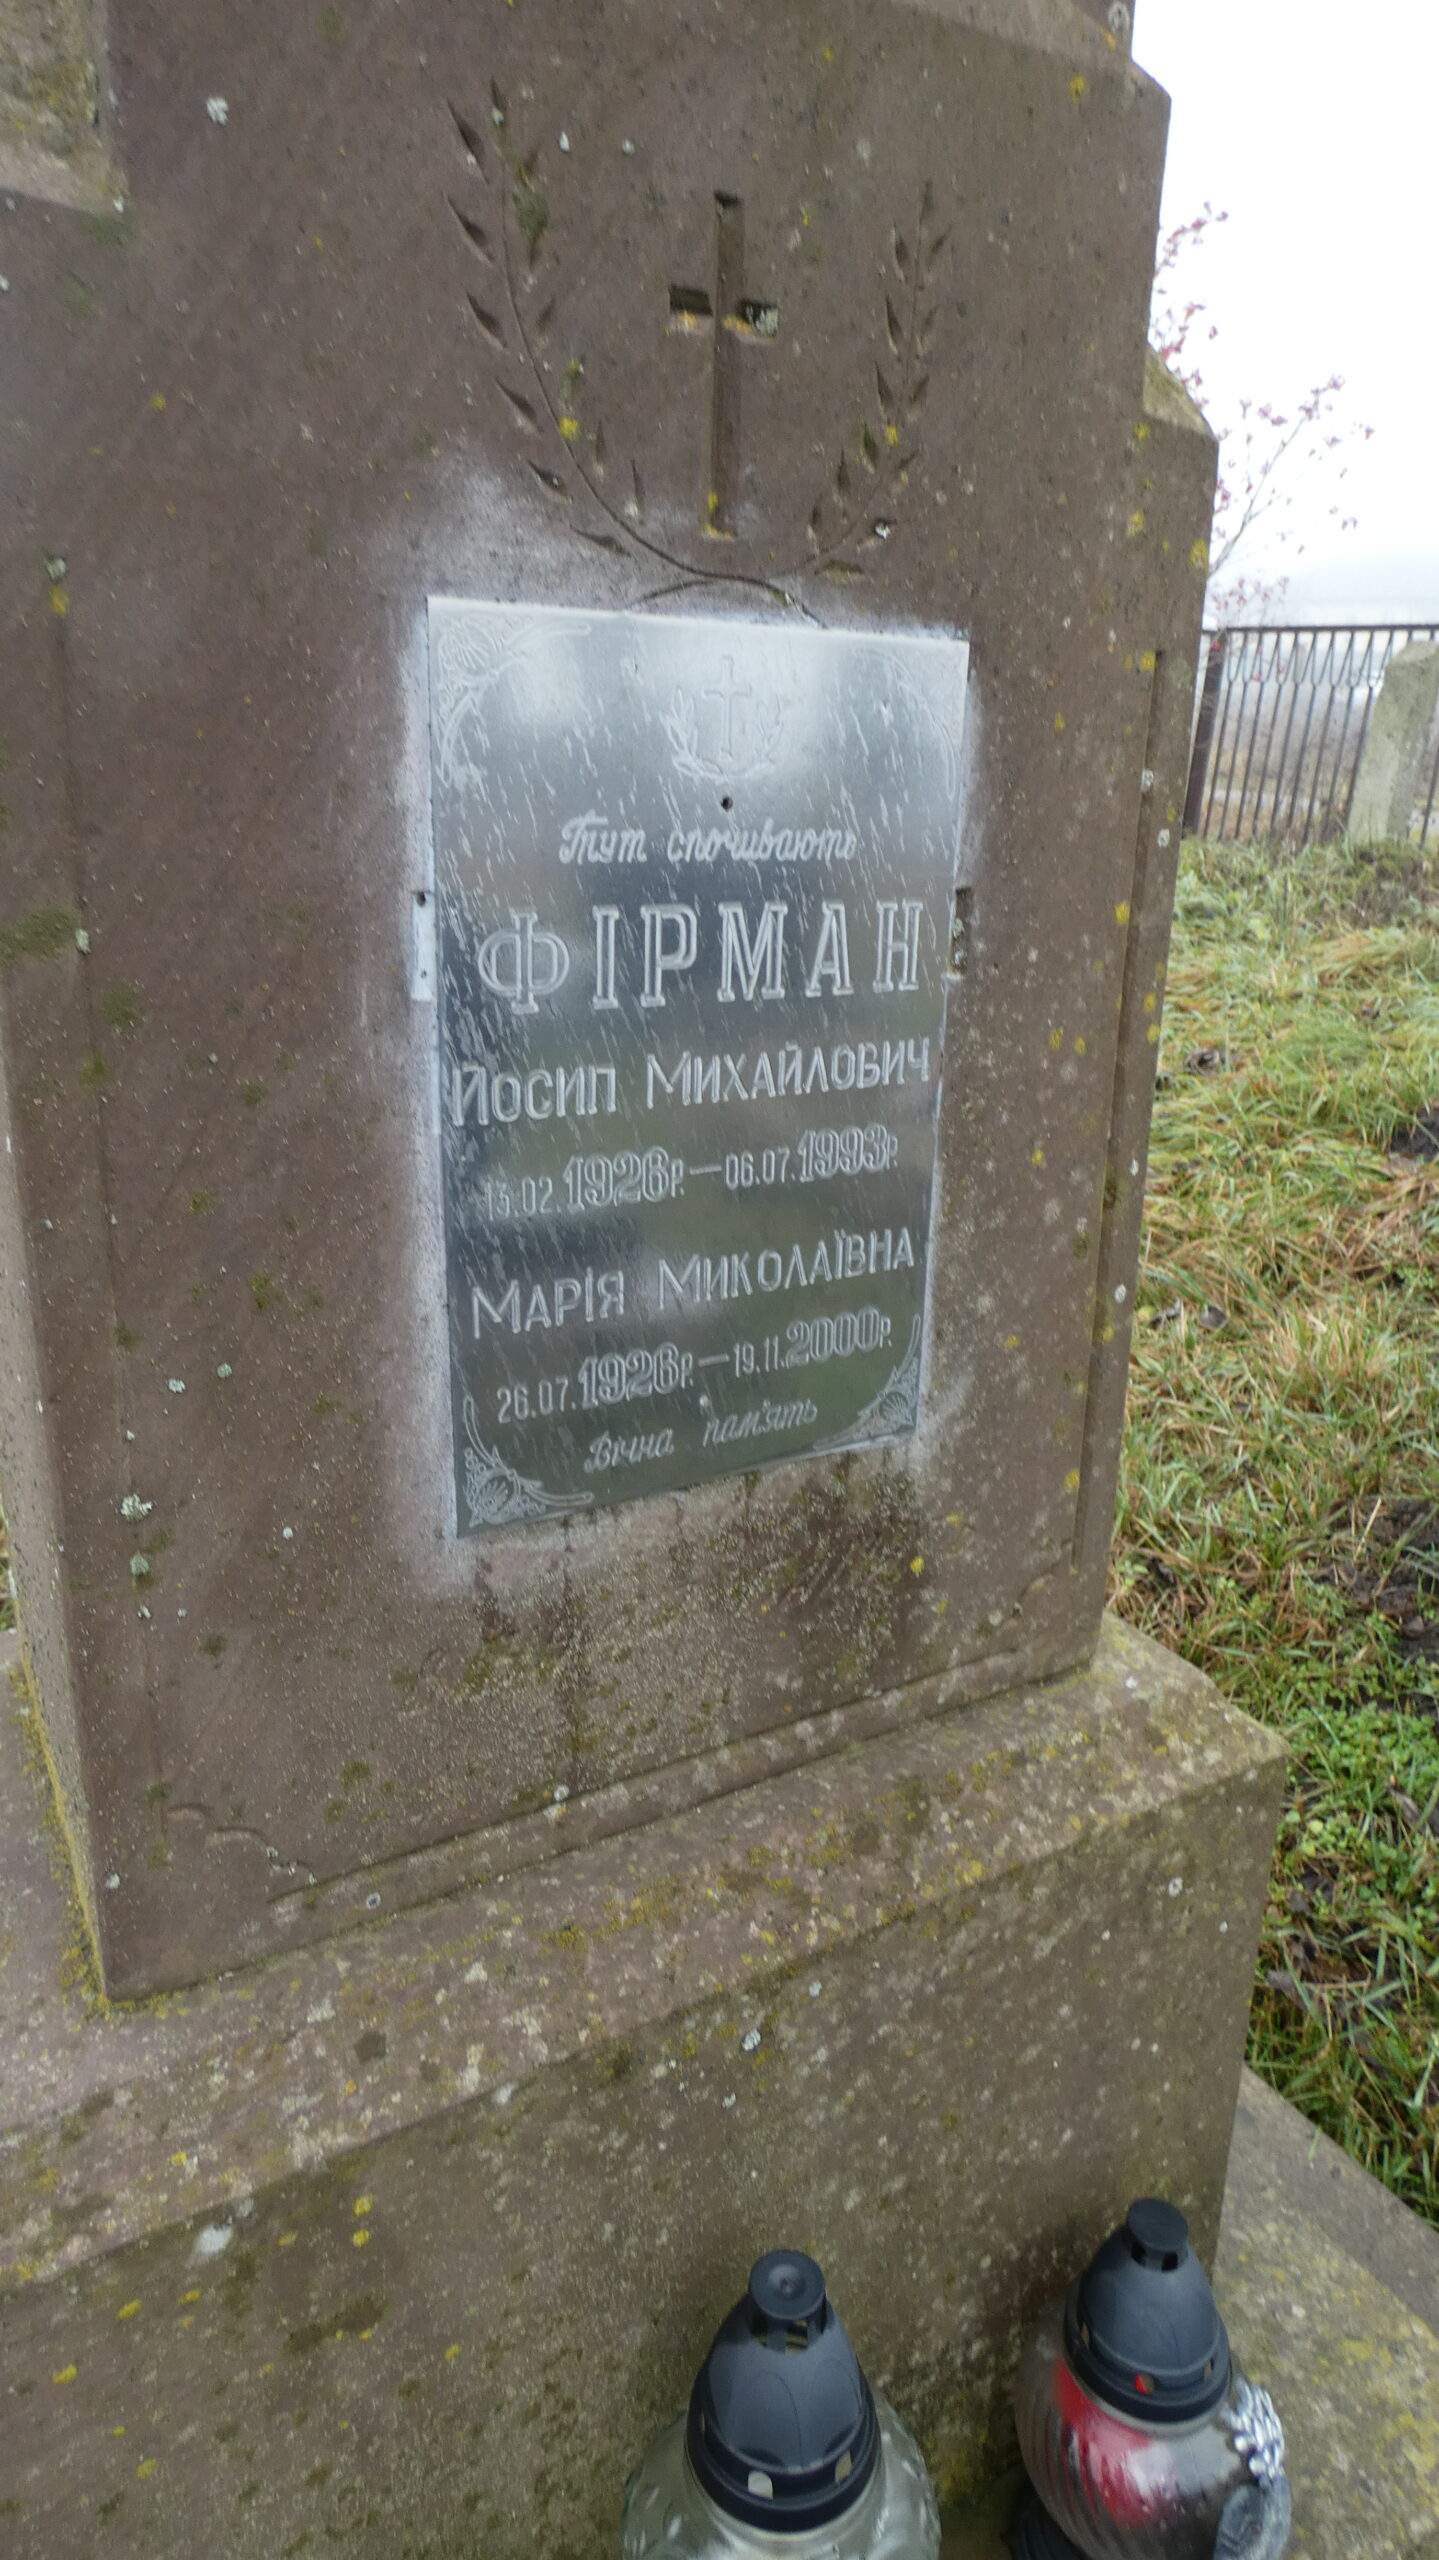 Тут спочивають
ФІРМАН
ЙОСИП МИХАЙЛОВИЧ
13.02.1926р.—06.07.1993р.
МАРІЯ МИКОЛАЇВНА
26.07.1926р.—19.11.2000р.
Вічна пам'ять